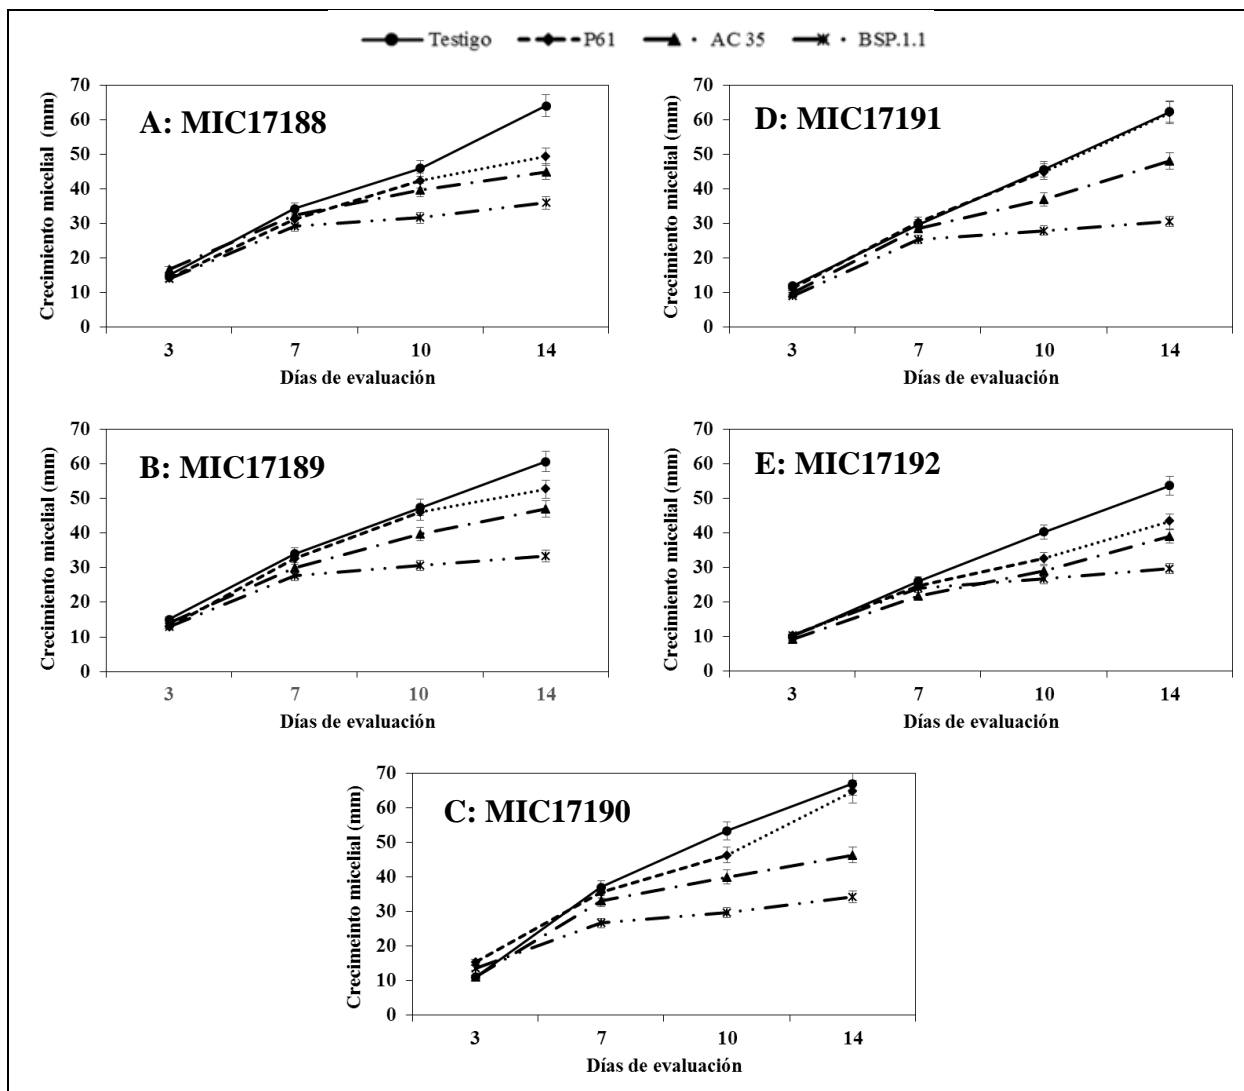 Testigo P61 AC 35 BSP.1.1
A: MIC17188
Crecimiento micelial (mm)
70
60
50
40
30
20
10
0
3 7 10 14
Días de evaluación
D: MIC17191
Crecimiento micelial (mm)
70
60
50
40
30
20
10
0
3 7 10 14
Días de evaluación
B: MIC17189
Crecimiento micelial (mm)
70
60
50
40
30
20
10
0
3 7 10 14
Días de evaluación
E: MIC17192
Crecimiento micelial (mm)
70
60
50
40
30
20
10
0
3 7 10 14
Días de evaluación
C: MIC17190
Crecimeinto micelial (mm)
70
60
50
40
30
20
10
0
3 7 10 14
Días de evaluación